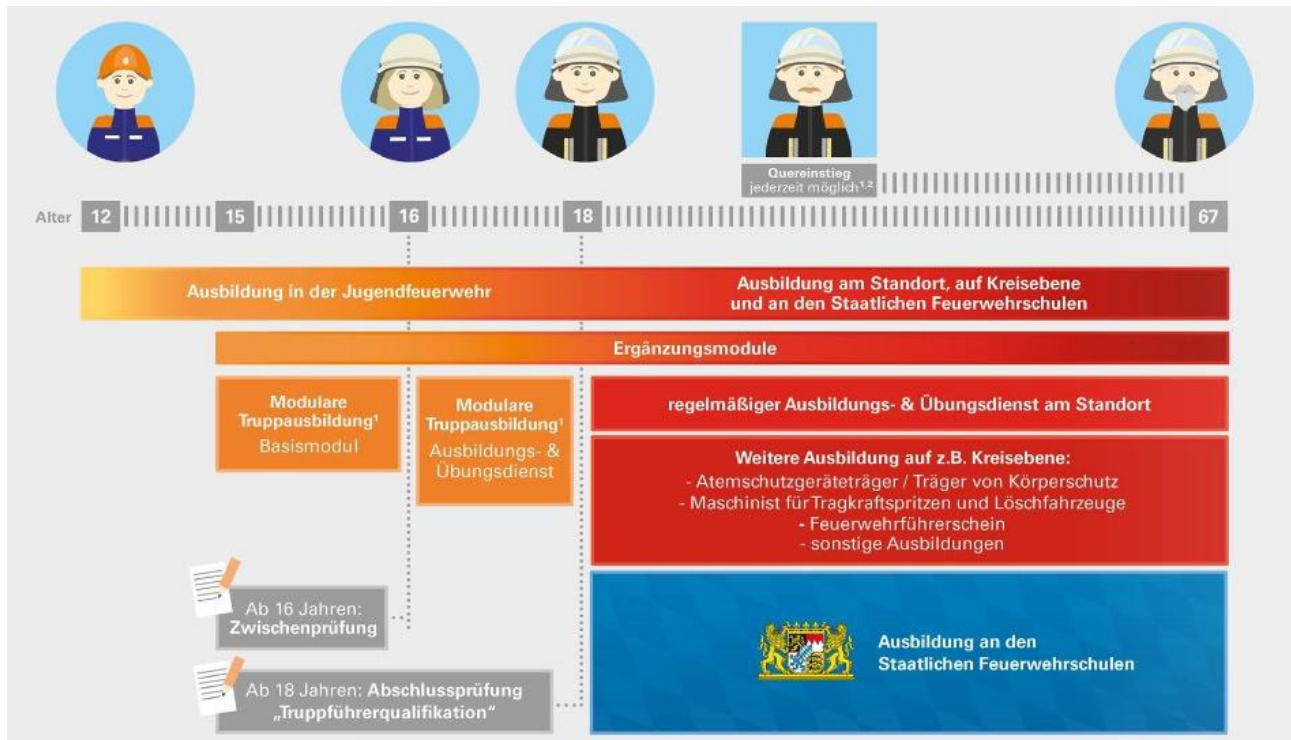 Quereinstieg
jederzeit möglich¹,²
Alter 12 15 16 18 67
Ausbildung in der Jugendfeuerwehr
Ausbildung am Standort, auf Kreisebene
und an den Staatlichen Feuerwehrschulen
Ergänzungsmodule
Modulare
Truppausbildung¹
Basismodul
Modulare
Truppausbildung¹
Ausbildungs- &
Übungsdienst
regelmäßiger Ausbildungs- & Übungsdienst am Standort
Weitere Ausbildung auf z.B. Kreisebene:
- Atemschutzgeräteträger / Träger von Körperschutz
- Maschinist für Tragkraftspritzen und Löschfahrzeuge
- Feuerwehrführerschein
- sonstige Ausbildungen
Ab 16 Jahren:
Zwischenprüfung
Ab 18 Jahren: Abschlussprüfung
„Truppführerqualifikation“
Ausbildung an den
Staatlichen Feuerwehrschulen